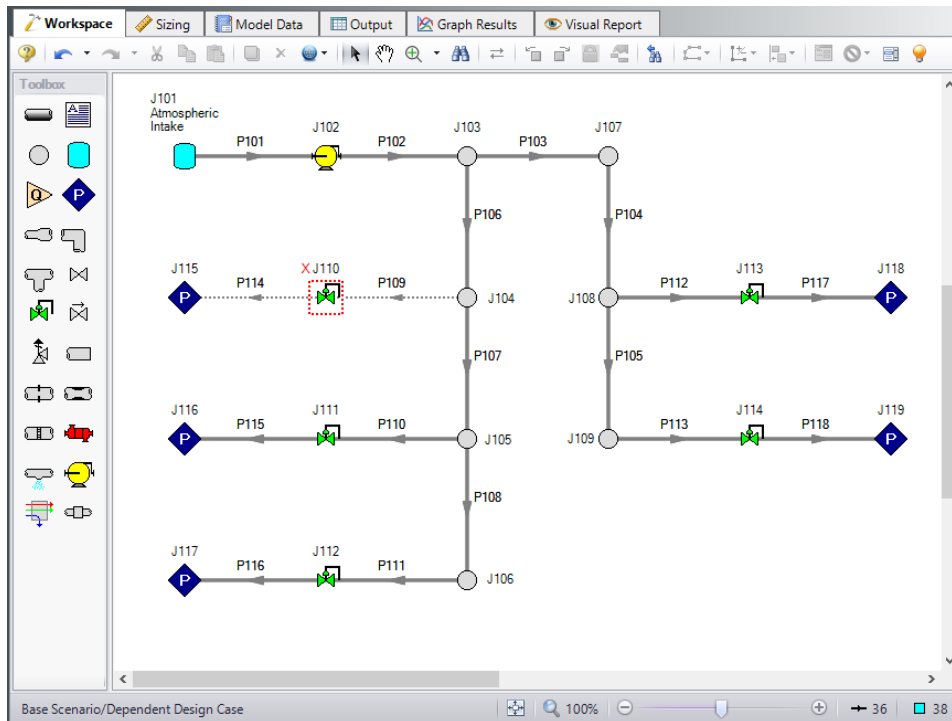 Workspace Sizing Model Data Output Graph Results Visual Report
Toolbox
A
Q P
J101
Atmospheric
Intake
J102 J103 J107
P101 P102 P103
P106 P104
J115 X J110 J113 J118
P114 P109 P112 P117
P J104 J108 P
P107 P105
J116 J111 J114 J119
P115 P110 P113 P118
P J105 J109 P
P108
J117 J112
P116 P111
P J106
Base Scenario/Dependent Design Case 100% 36 38